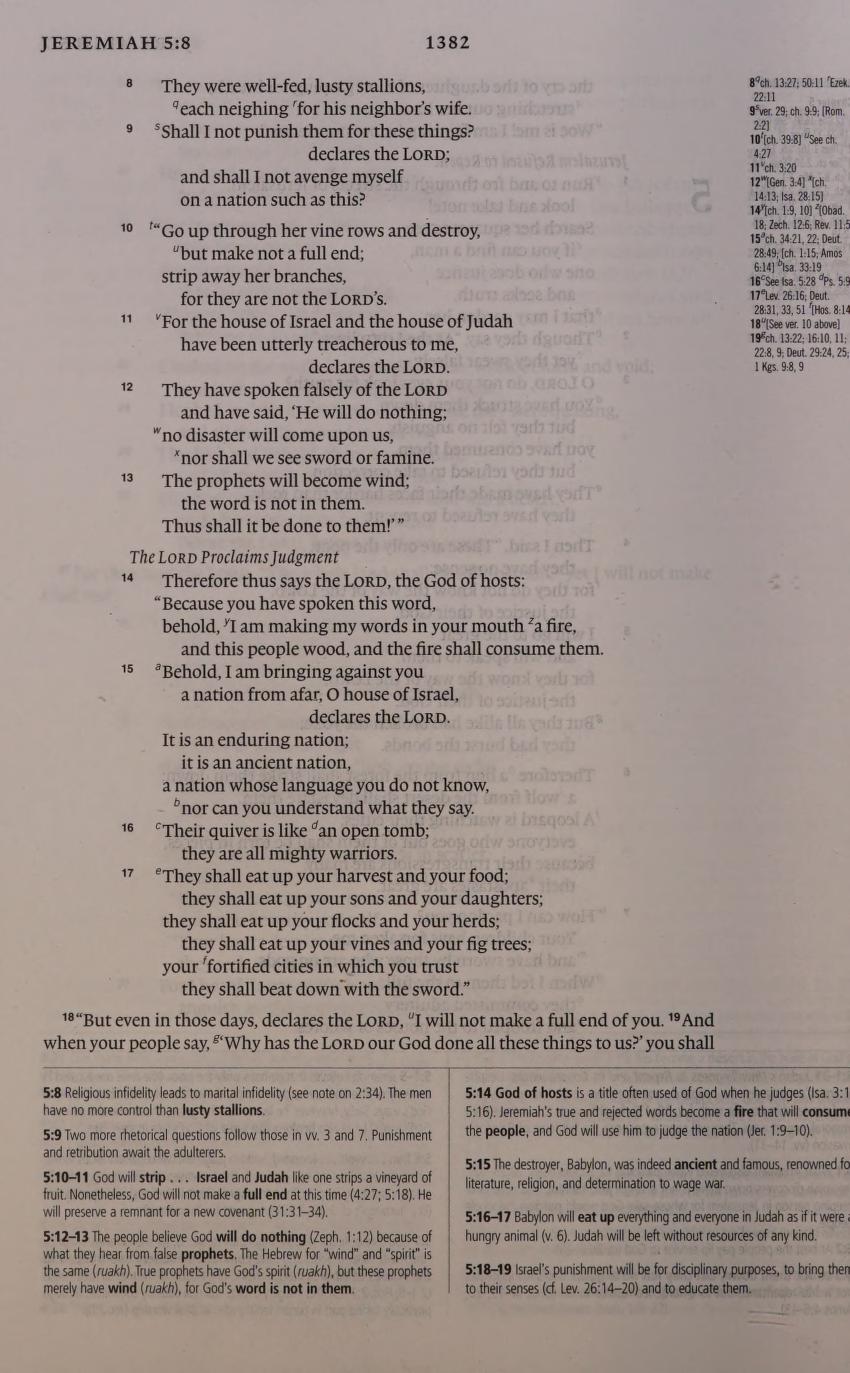 JEREMIAH 5:8
1382
8 They were well-fed, lusty stallions,
q each neighing r for his neighbor’s wife.
9 s Shall I not punish them for these things?
declares the LORD;
and shall I not avenge myself
on a nation such as this?
10 t “Go up through her vine rows and destroy,
u but make not a full end;
strip away her branches,
for they are not the LORD’s.
11 v For the house of Israel and the house of Judah
have been utterly treacherous to me,
declares the LORD.
12 They have spoken falsely of the LORD
and have said, ‘He will do nothing;
w no disaster will come upon us,
x nor shall we see sword or famine.
13 The prophets will become wind;
the word is not in them.
Thus shall it be done to them!’”
The LORD Proclaims Judgment
14 Therefore thus says the LORD, the God of hosts:
“Because you have spoken this word,
behold, y I am making my words in your mouth z a fire,
and this people wood, and the fire shall consume them.
15 a Behold, I am bringing against you
a nation from afar, O house of Israel,
declares the LORD.
It is an enduring nation;
it is an ancient nation,
a nation whose language you do not know,
b nor can you understand what they say.
16 c Their quiver is like d an open tomb;
they are all mighty warriors.
17 e They shall eat up your harvest and your food;
they shall eat up your sons and your daughters;
they shall eat up your flocks and your herds;
they shall eat up your vines and your fig trees;
your f fortified cities in which you trust
they shall beat down with the sword.”
18 “But even in those days, declares the LORD, u I will not make a full end of you. 19 And
when your people say, g ‘Why has the LORD our God done all these things to us?’ you shall
8 q ch. 13:27; 50:11 r Ezek.
22:11
9 s ver. 29; ch. 9:9; [Rom.
2:2]
10 t [ch. 39:8] u See ch.
4:27
11 v ch. 3:20
12 w [Gen. 3:4] x [ch.
14:13; Isa. 28:15]
14 y [ch. 1:9, 10] z [Obad.
18; Zech. 12:6; Rev. 11:5
15 a ch. 34:21, 22; Deut.
28:49; [ch. 1:15; Amos
6:14] b Isa. 33:19
16 c See Isa. 5:28 d Ps. 5:9
17 e Lev. 26:16; Deut.
28:31, 33, 51 f [Hos. 8:14
18 u [See ver. 10 above]
19 g ch. 13:22; 16:10, 11;
22:8, 9; Deut. 29:24, 25;
1 Kgs. 9:8, 9
5:8 Religious infidelity leads to marital infidelity (see note on 2:34). The men
have no more control than lusty stallions.
5:9 Two more rhetorical questions follow those in vv. 3 and 7. Punishment
and retribution await the adulterers.
5:10–11 God will strip . . . Israel and Judah like one strips a vineyard of
fruit. Nonetheless, God will not make a full end at this time (4:27; 5:18). He
will preserve a remnant for a new covenant (31:31–34).
5:12–13 The people believe God will do nothing (Zeph. 1:12) because of
what they hear from false prophets. The Hebrew for “wind” and “spirit” is
the same (ruakh). True prophets have God’s spirit (ruakh), but these prophets
merely have wind (ruakh), for God’s word is not in them.
5:14 God of hosts is a title often used of God when he judges (Isa. 3:1
5:16). Jeremiah’s true and rejected words become a fire that will consume
the people, and God will use him to judge the nation (Jer. 1:9–10).
5:15 The destroyer, Babylon, was indeed ancient and famous, renowned fo
literature, religion, and determination to wage war.
5:16–17 Babylon will eat up everything and everyone in Judah as if it were
hungry animal (v. 6). Judah will be left without resources of any kind.
5:18–19 Israel’s punishment will be for disciplinary purposes, to bring them
to their senses (cf. Lev. 26:14–20) and to educate them.